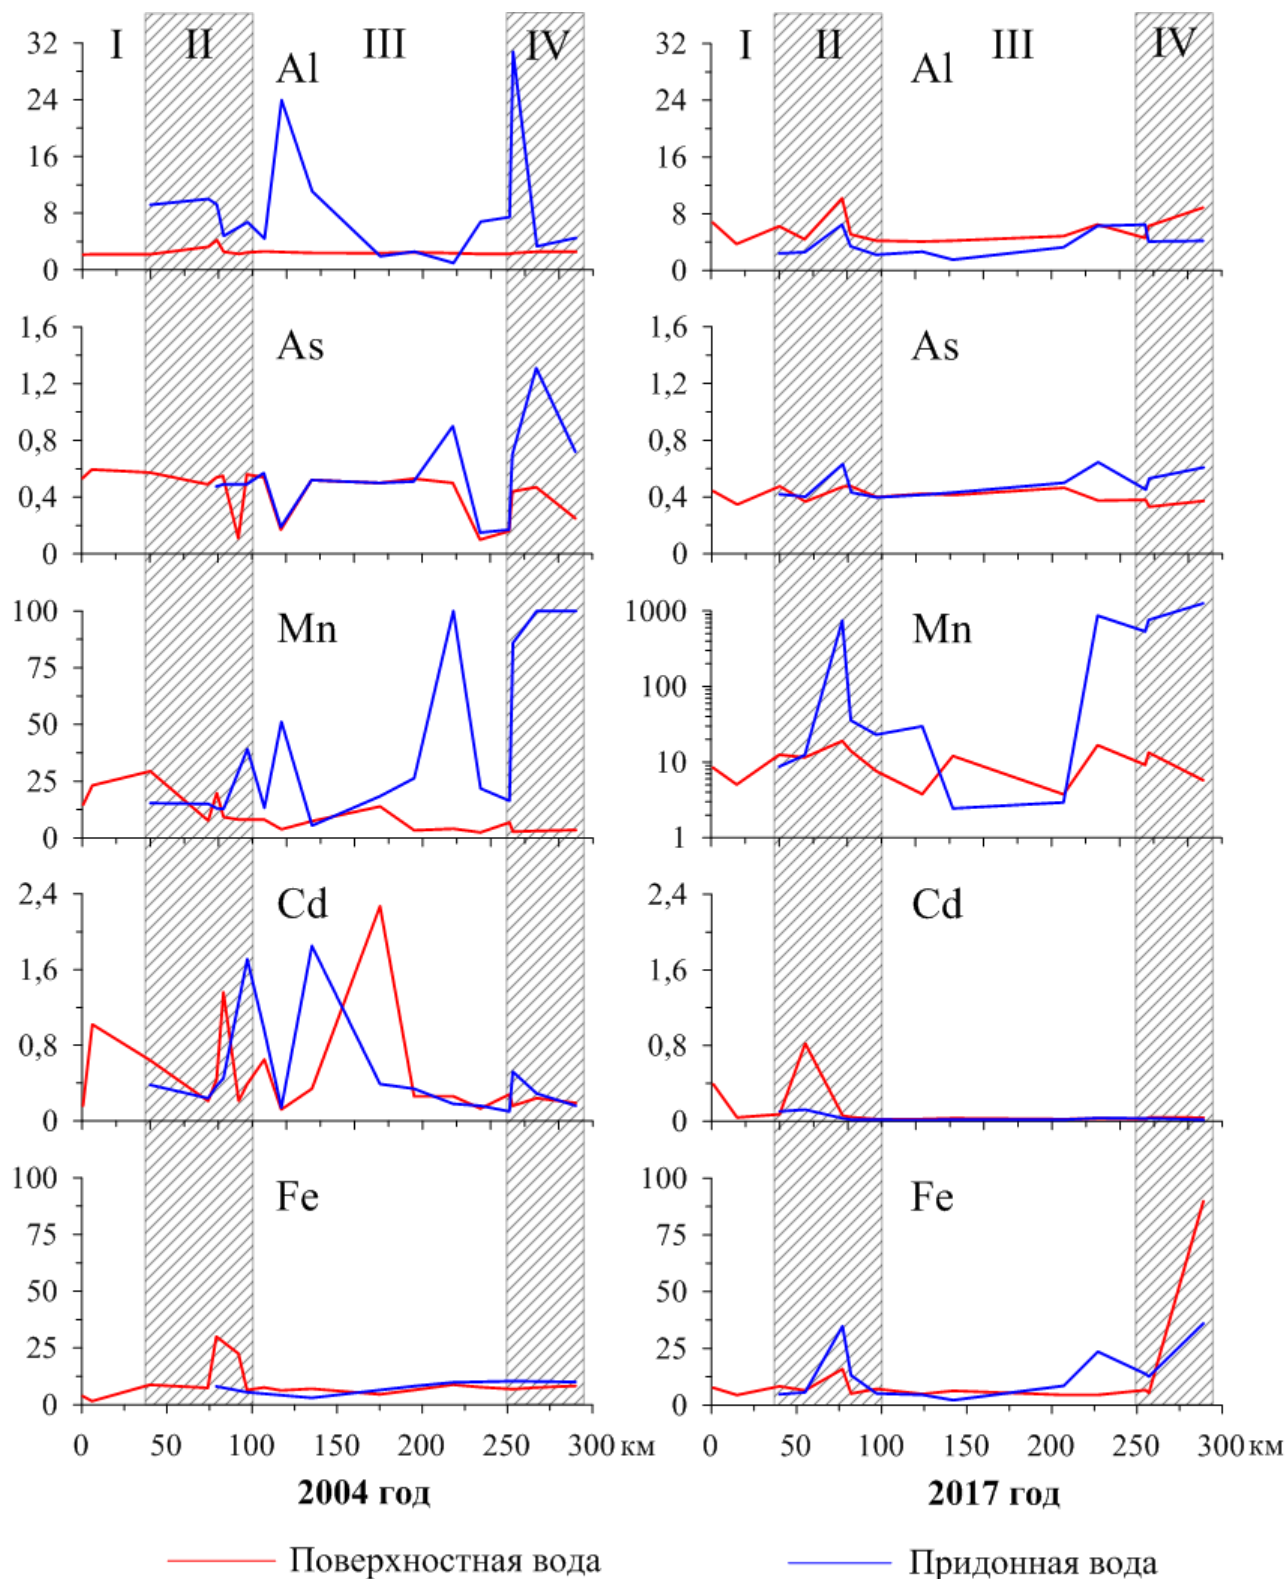 I II III IV I II III IV
32 Al 32 Al
24 24
16 16
8 8
0 0
1,6 As 1,6 As
1,2 1,2
0,8 0,8
0,4 0,4
0 0
100 Mn 1000 Mn
75 100
50 10
25 1
0
2,4 Cd 2,4 Cd
1,6 1,6
0,8 0,8
0 0
100 Fe 100 Fe
75 75
50 50
25 25
0 0
0 50 100 150 200 250 300 км 0 50 100 150 200 250 300 км
2004 год 2017 год
Поверхностная вода Придонная вода